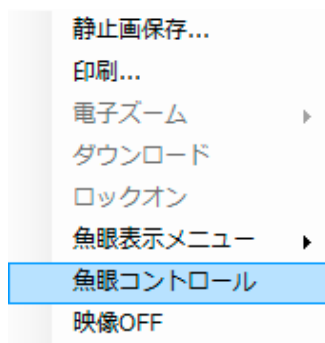 静止画保存...
印刷...
電子ズーム
ダウンロード
ロックオン
魚眼表示メニュー
魚眼コントロール
映像OFF